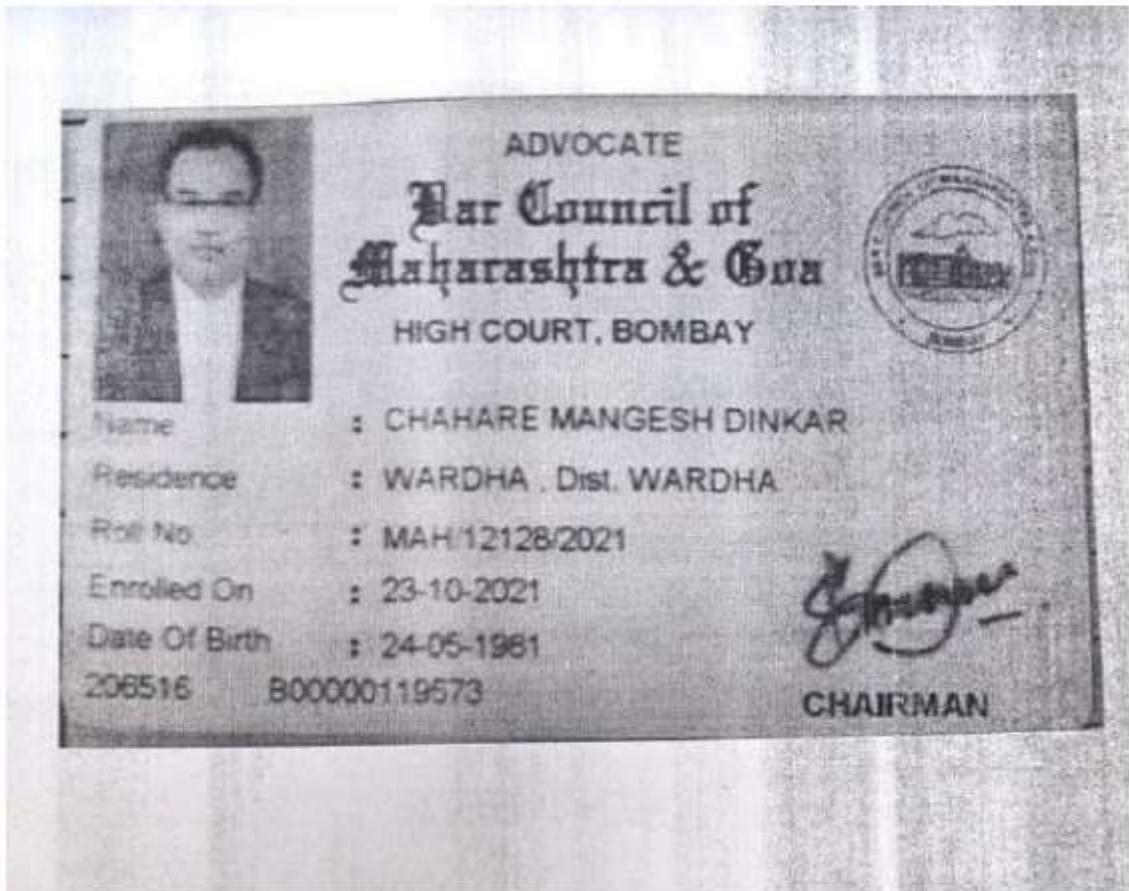 ADVOCATE
Bar Council of
Maharashtra & Goa
HIGH COURT, BOMBAY
Name : CHAHARE MANGESH DINKAR
Residence : WARDHA , Dist. WARDHA
Roll No. : MAH/12128/2021
Enrolled On : 23-10-2021
Date Of Birth : 24-05-1981
206516 B00000119573
CHAIRMAN